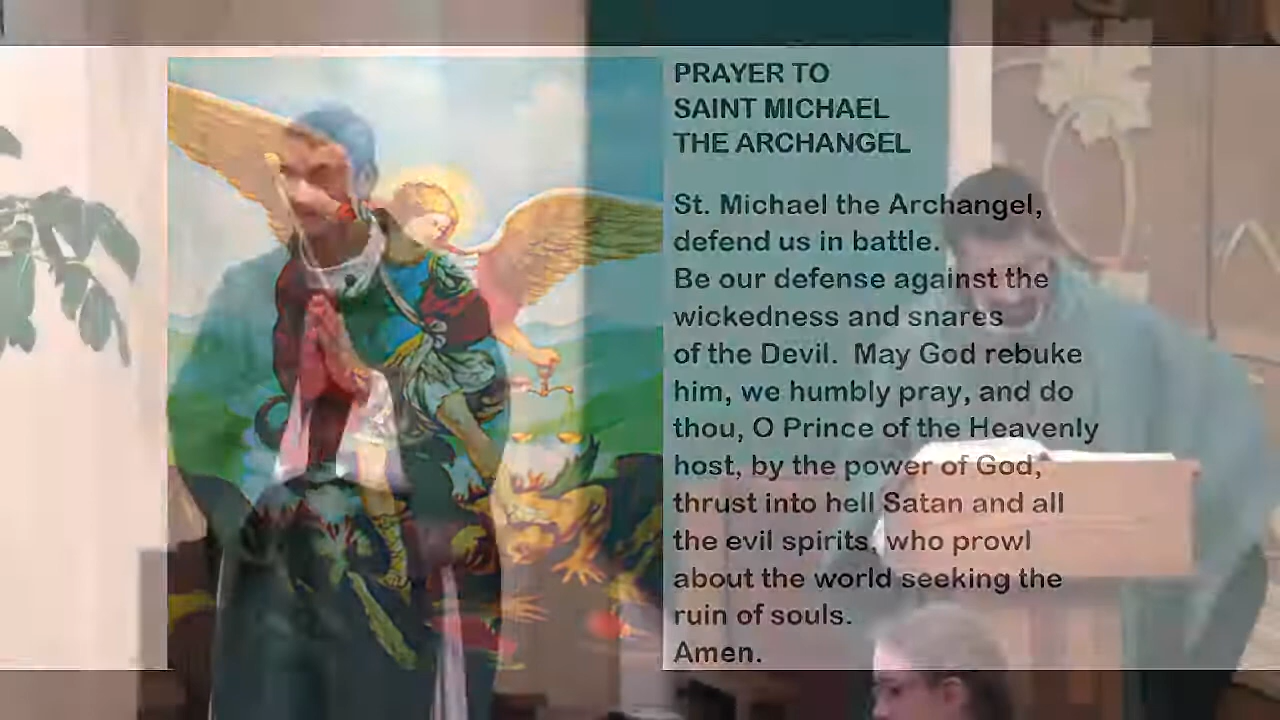 PRAYER TO
SAINT MICHAEL
THE ARCHANGEL
St. Michael the Archangel,
defend us in battle.
Be our defense against the
wickedness and snares
of the Devil. May God rebuke
him, we humbly pray, and do
thou, O Prince of the Heavenly
host, by the power of God,
thrust into hell Satan and all
the evil spirits, who prowl
about the world seeking the
ruin of souls.
Amen.